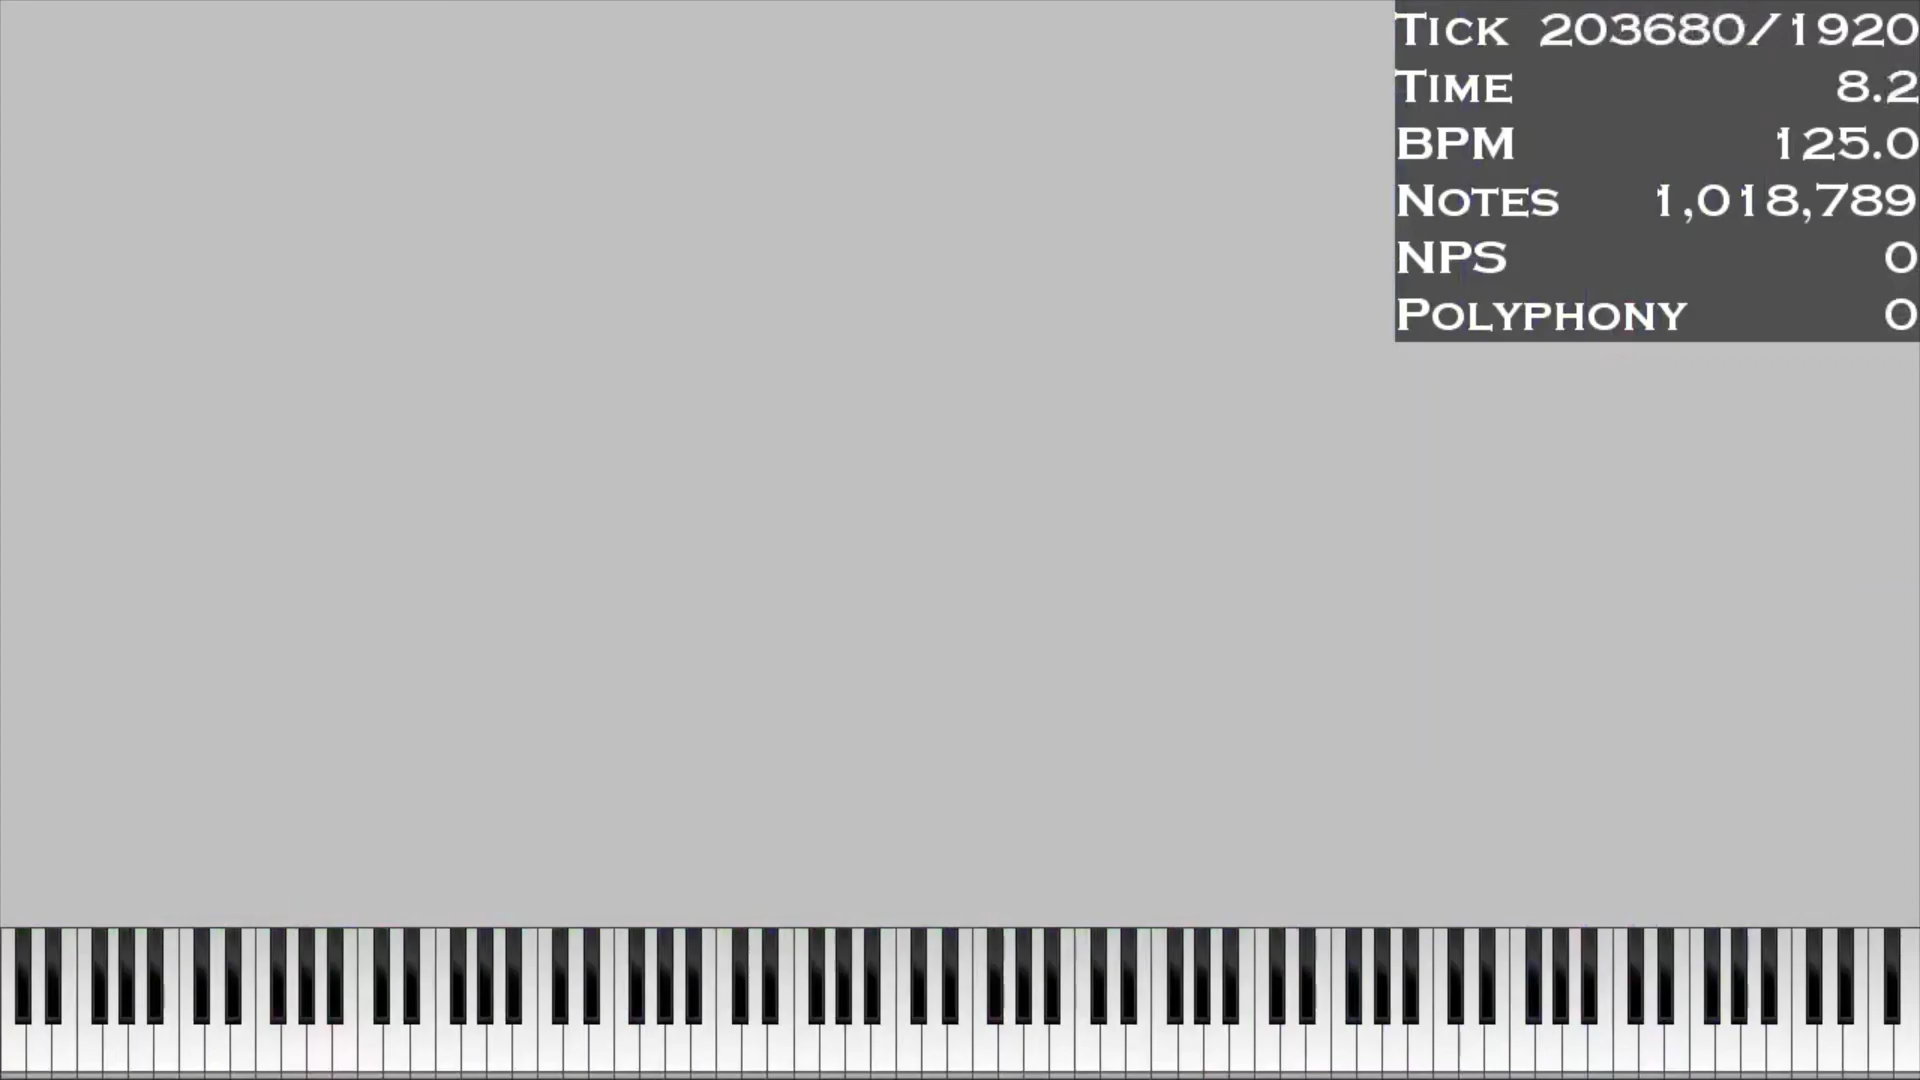 Tick 203680/1920
Time 8.2
BPM 125.0
Notes 1,018,789
NPS 0
Polyphony 0